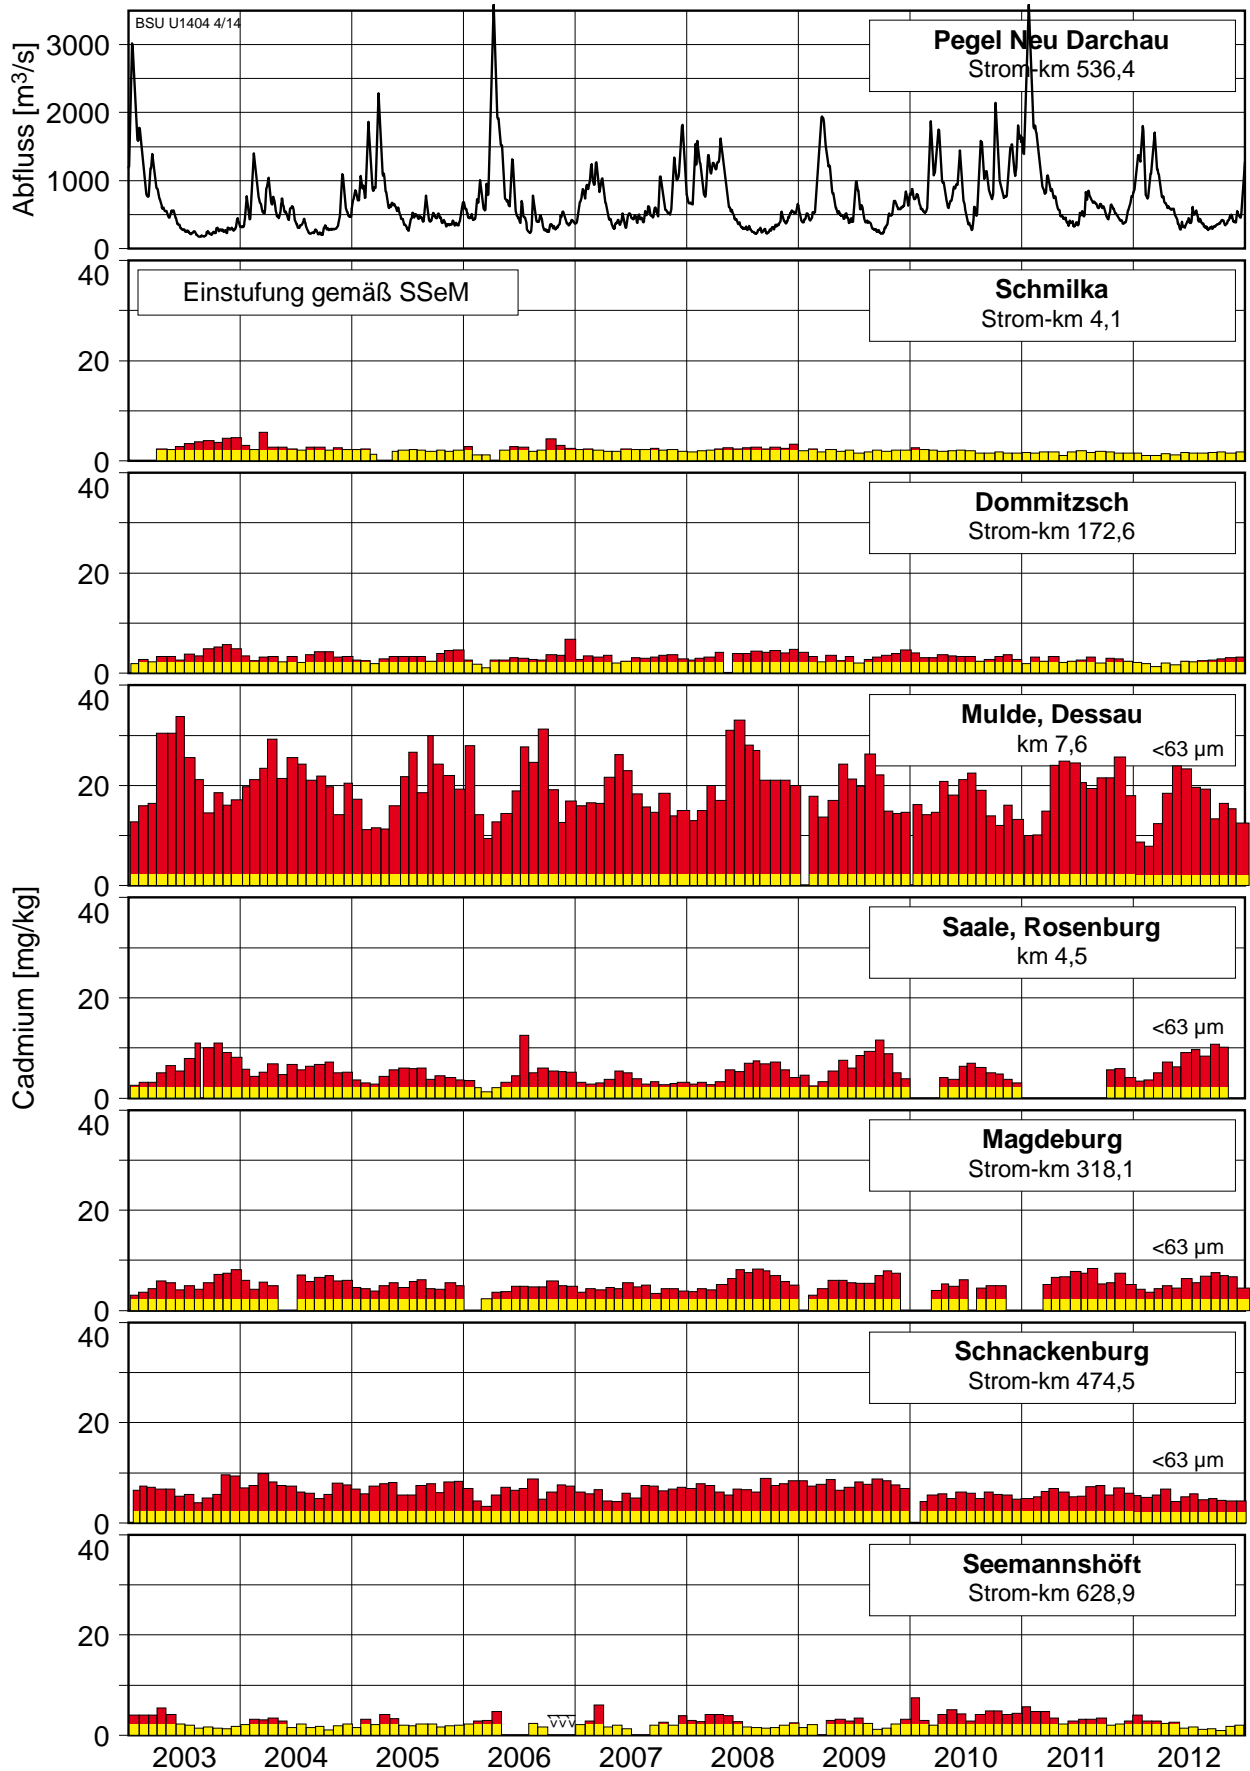 BSU U1404 4/14
Pegel Neu Darchau
Strom-km 536,4
Abfluss [m³/s]
3000
2000
1000
0
Einstufung gemäß SSeM
Schmilka
Strom-km 4,1
40
20
0
Dommitzsch
Strom-km 172,6
40
20
0
Mulde, Dessau
km 7,6
<63 µm
40
20
0
Cadmium [mg/kg]
Saale, Rosenburg
km 4,5
<63 µm
40
20
0
Magdeburg
Strom-km 318,1
<63 µm
40
20
0
Schnackenburg
Strom-km 474,5
<63 µm
40
20
0
Seemannshöft
Strom-km 628,9
40
20
0
VVV
2003 2004 2005 2006 2007 2008 2009 2010 2011 2012